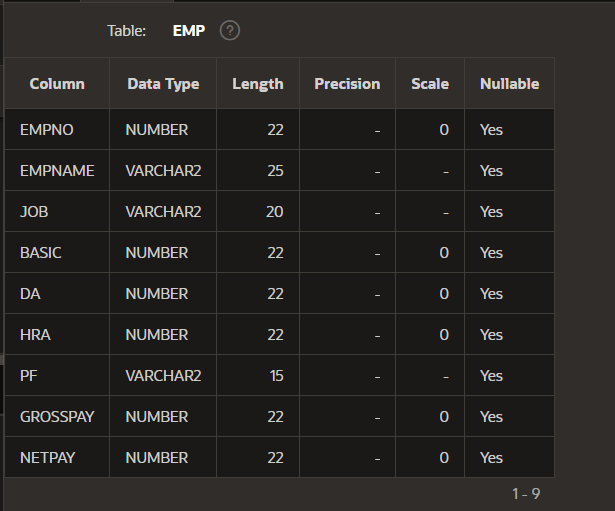 Table: EMP ?
Column Data Type Length Precision Scale Nullable
EMPNO NUMBER 22 - 0 Yes
EMPNAME VARCHAR2 25 - - Yes
JOB VARCHAR2 20 - - Yes
BASIC NUMBER 22 - 0 Yes
DA NUMBER 22 - 0 Yes
HRA NUMBER 22 - 0 Yes
PF VARCHAR2 15 - - Yes
GROSSPAY NUMBER 22 - 0 Yes
NETPAY NUMBER 22 - 0 Yes
1 - 9